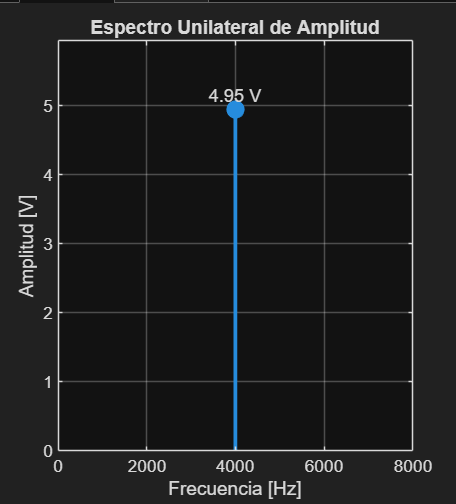 Espectro Unilateral de Amplitud
4.95 V
5
4
3
2
1
0
Amplitud [V]
0 2000 4000 6000 8000
Frecuencia [Hz]